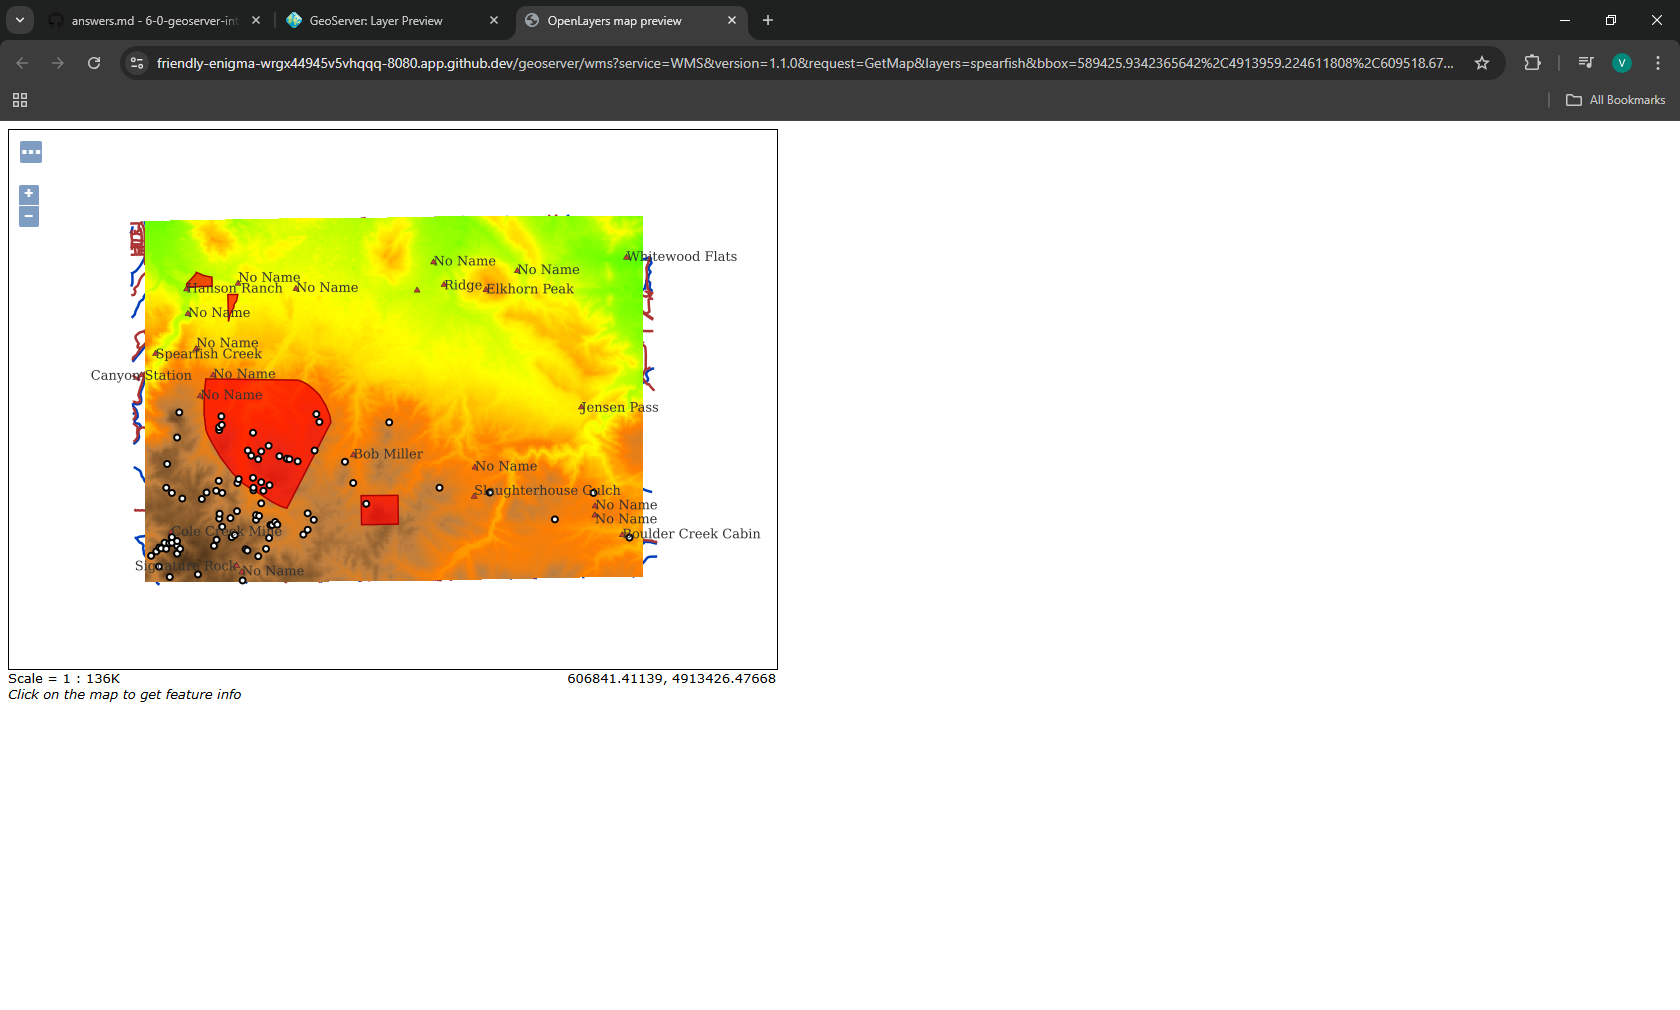 answers.md - 6-0-geoserver-int
GeoServer: Layer Preview
OpenLayers map preview
friendly-enigma-wrgx44945v5vhqqq-8080.app.github.dev/geoserver/wms?service=WMS&version=1.1.0&request=GetMap&layers=spearfish&bbox=589425.9342365642%2C4913959.224611808%2C609518.67...
V
All Bookmarks
+
−
Whitewood Flats
No Name
No Name
No Name
Hanson Ranch
No Name
Ridge
Elkhorn Peak
No Name
No Name
Spearfish Creek
Canyon Station
No Name
No Name
Jensen Pass
Bob Miller
No Name
Slaughterhouse Gulch
No Name
No Name
Cole Creek Mine
Boulder Creek Cabin
Signature Rock
No Name
Scale = 1 : 136K
606841.41139, 4913426.47668
Click on the map to get feature info